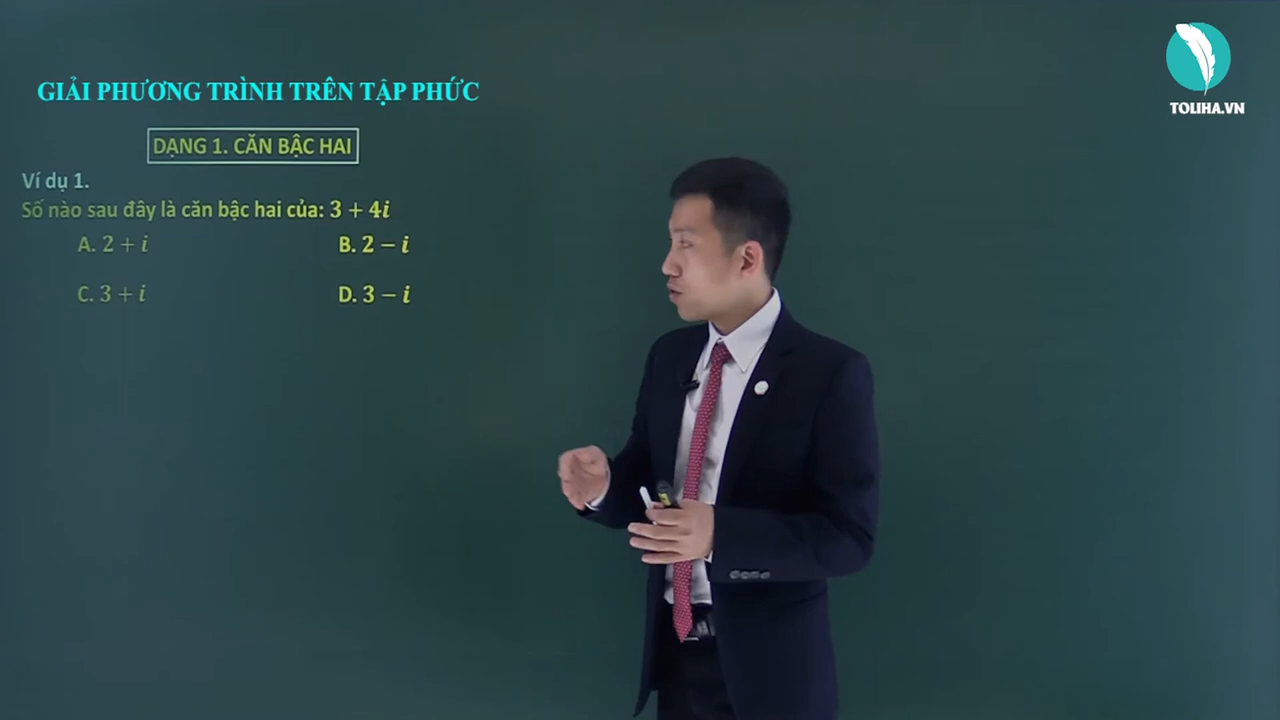 TOLIHA.VN
GIẢI PHƯƠNG TRÌNH TRÊN TẬP PHỨC
DẠNG 1. CĂN BẬC HAI
Ví dụ 1.
Số nào sau đây là căn bậc hai của: 3 + 4i
A. 2 + i B. 2 − i
C. 3 + i D. 3 − i